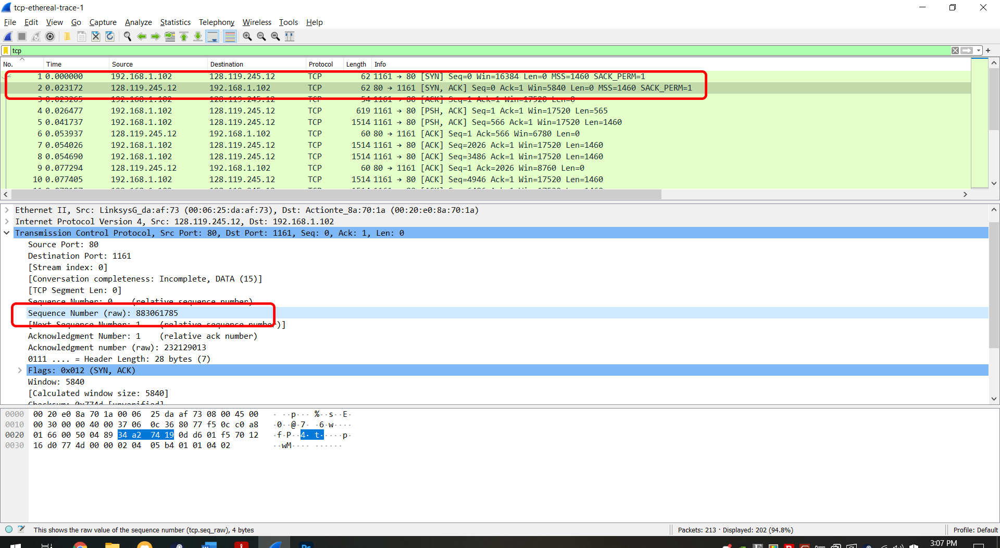 tcp-ethereal-trace-1
File Edit View Go Capture Analyze Statistics Telephony Wireless Tools Help
tcp
No. Time Source Destination Protocol Length Info
1 0.000000 192.168.1.102 128.119.245.12 TCP 62 1161 → 80 [SYN] Seq=0 Win=16384 Len=0 MSS=1460 SACK_PERM=1
2 0.023172 128.119.245.12 192.168.1.102 TCP 62 80 → 1161 [SYN, ACK] Seq=0 Ack=1 Win=5840 Len=0 MSS=1460 SACK_PERM=1
3 0.023265 192.168.1.102 128.119.245.12 TCP 54 1161 → 80 [ACK] Seq=1 Ack=1 Win=17520 Len=0
4 0.026477 192.168.1.102 128.119.245.12 TCP 619 1161 → 80 [PSH, ACK] Seq=1 Ack=1 Win=17520 Len=565
5 0.041737 192.168.1.102 128.119.245.12 TCP 1514 1161 → 80 [PSH, ACK] Seq=566 Ack=1 Win=17520 Len=1460
6 0.053937 128.119.245.12 192.168.1.102 TCP 60 80 → 1161 [ACK] Seq=1 Ack=566 Win=6780 Len=0
7 0.054026 192.168.1.102 128.119.245.12 TCP 1514 1161 → 80 [ACK] Seq=2026 Ack=1 Win=17520 Len=1460
8 0.054690 192.168.1.102 128.119.245.12 TCP 1514 1161 → 80 [ACK] Seq=3486 Ack=1 Win=17520 Len=1460
9 0.077294 128.119.245.12 192.168.1.102 TCP 60 80 → 1161 [ACK] Seq=1 Ack=2026 Win=8760 Len=0
10 0.077405 192.168.1.102 128.119.245.12 TCP 1514 1161 → 80 [ACK] Seq=4946 Ack=1 Win=17520 Len=1460
Ethernet II, Src: LinksysG_da:af:73 (00:06:25:da:af:73), Dst: Actionte_8a:70:1a (00:20:e0:8a:70:1a)
Internet Protocol Version 4, Src: 128.119.245.12, Dst: 192.168.1.102
Transmission Control Protocol, Src Port: 80, Dst Port: 1161, Seq: 0, Ack: 1, Len: 0
Source Port: 80
Destination Port: 1161
[Stream index: 0]
[Conversation completeness: Incomplete, DATA (15)]
[TCP Segment Len: 0]
Sequence Number: 0 (relative sequence number)
Sequence Number (raw): 883061785
[Next Sequence Number: 1 (relative sequence number)]
Acknowledgment Number: 1 (relative ack number)
Acknowledgment number (raw): 232129013
0111 .... = Header Length: 28 bytes (7)
Flags: 0x012 (SYN, ACK)
Window: 5840
[Calculated window size: 5840]
Checksum: 0x774d [unverified]
0000 00 20 e0 8a 70 1a 00 06 25 da af 73 08 00 45 00 · ··p··· %··s··E·
0010 00 30 00 00 40 00 37 06 0c 36 80 77 f5 0c c0 a8 ·0··@·7· ·6·w····
0020 01 66 00 50 04 89 34 a2 74 19 0d d6 01 f5 70 12 ·f·P··4· t·····p·
0030 16 d0 77 4d 00 00 02 04 05 b4 01 01 04 02 ··wM···· ······
This shows the raw value of the sequence number (tcp.seq_raw), 4 bytes
Packets: 213 · Displayed: 202 (94.8%)
Profile: Default
3:07 PM